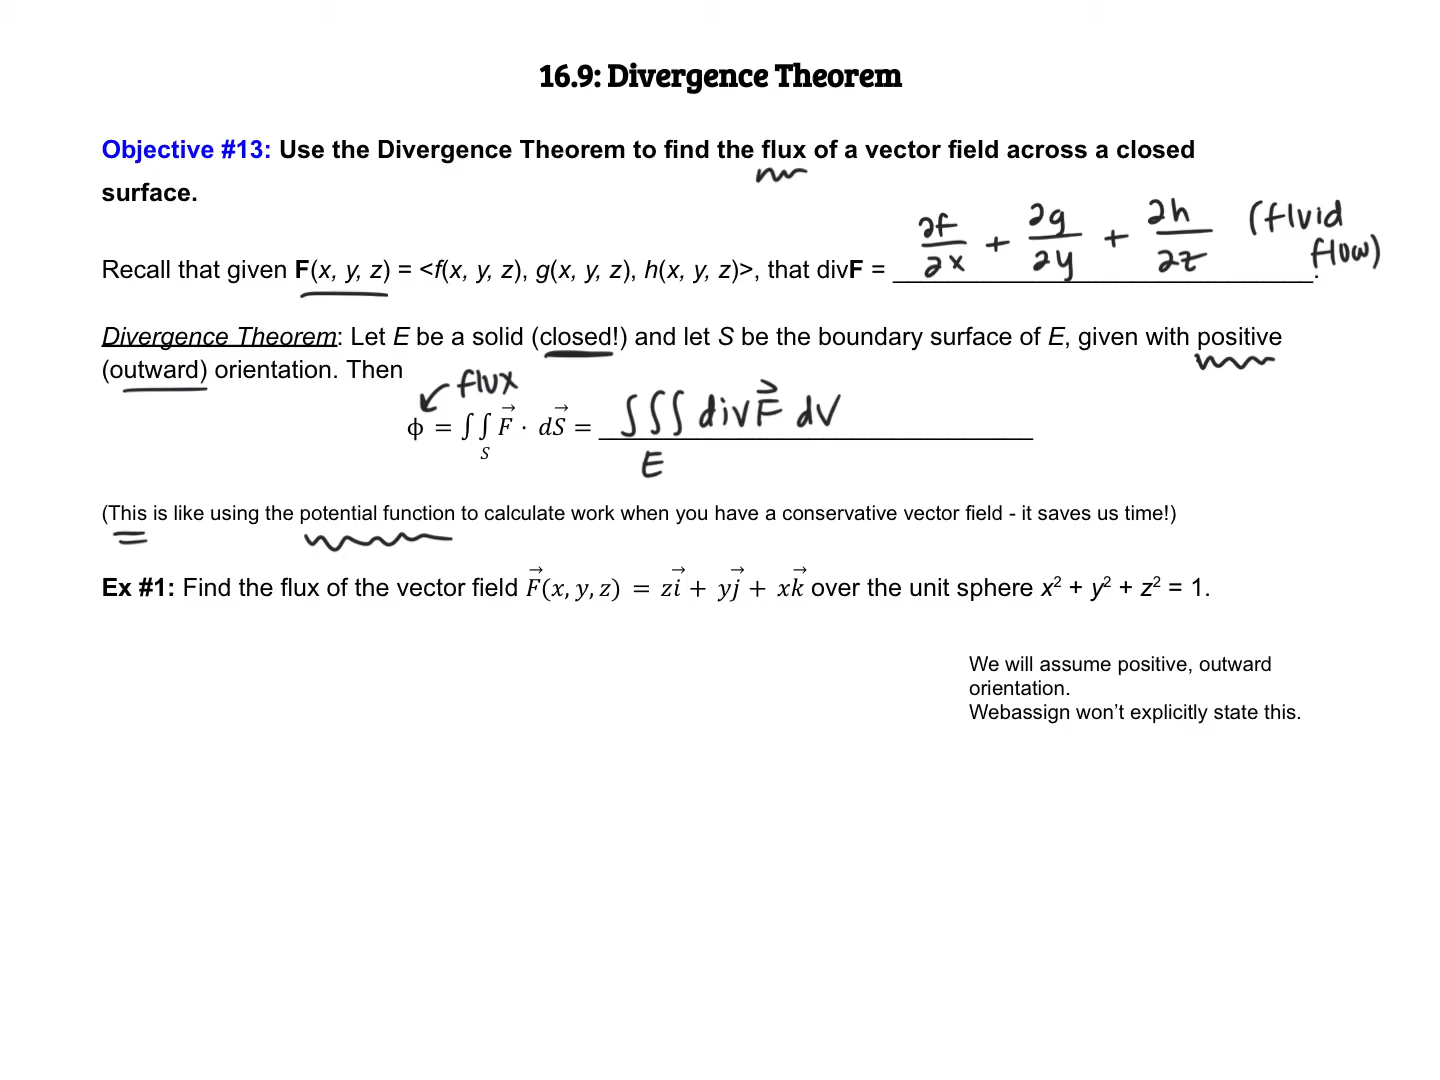 16.9: Divergence Theorem
Objective #13: Use the Divergence Theorem to find the flux of a vector field across a closed
surface.
Recall that given F(x, y, z) = <f(x, y, z), g(x, y, z), h(x, y, z)>, that divF = ∂f/∂x + ∂g/∂y + ∂h/∂z (fluid flow).
Divergence Theorem: Let E be a solid (closed!) and let S be the boundary surface of E, given with positive
(outward) orientation. Then
flux
ϕ = ∫∫_S F⃗ · dS⃗ = ∫∫∫_E div F⃗ dV
(This is like using the potential function to calculate work when you have a conservative vector field - it saves us time!)
Ex #1: Find the flux of the vector field F⃗(x, y, z) = zi⃗ + yj⃗ + xk⃗ over the unit sphere x² + y² + z² = 1.
We will assume positive, outward
orientation.
Webassign won’t explicitly state this.